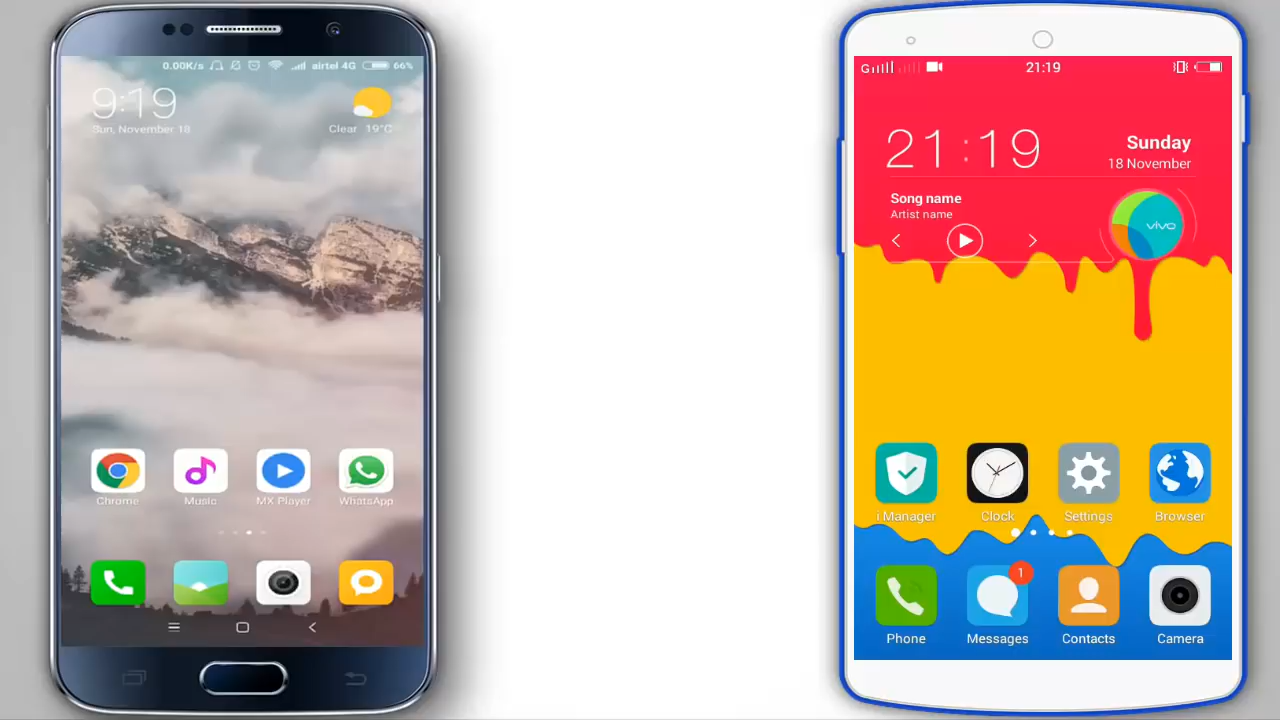 0.00K/s airtel 4G 66%
9:19
Sun, November 18
Clear 19°C
Chrome Music MX Player WhatsApp
G 21:19
21:19
Sunday
18 November
Song name
Artist name
vivo
i Manager Clock Settings Browser
1
Phone Messages Contacts Camera